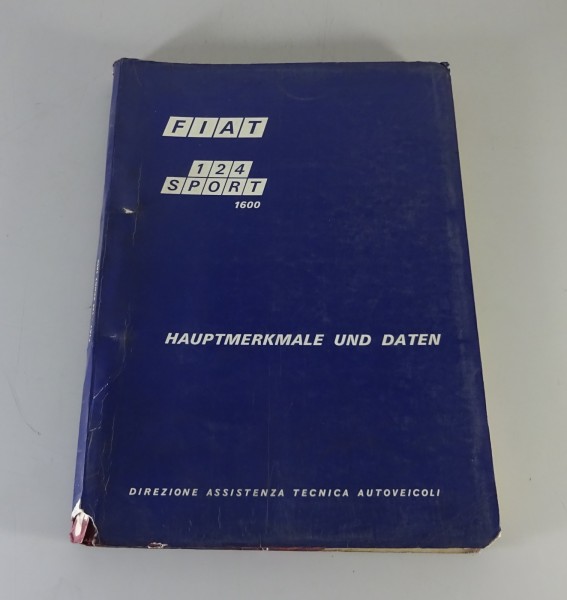 FIAT
124
SPORT
1600
HAUPTMERKMALE UND DATEN
DIREZIONE ASSISTENZA TECNICA AUTOVEICOLI